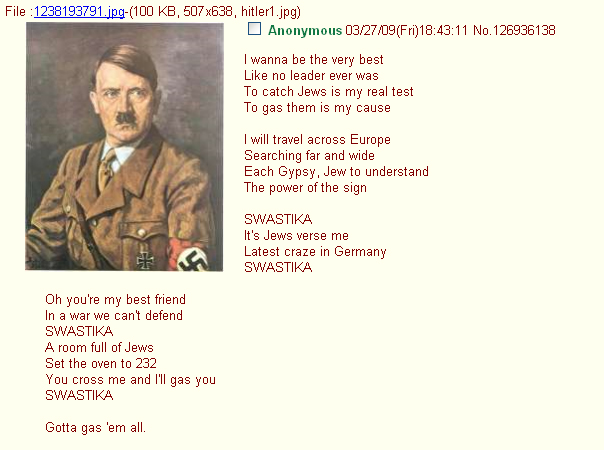 File :1238193791.jpg-(100 KB, 507x638, hitler1.jpg)
Anonymous 03/27/09(Fri)18:43:11 No.126936138
I wanna be the very best
Like no leader ever was
To catch Jews is my real test
To gas them is my cause
I will travel across Europe
Searching far and wide
Each Gypsy, Jew to understand
The power of the sign
SWASTIKA
It's Jews verse me
Latest craze in Germany
SWASTIKA
Oh you're my best friend
In a war we can't defend
SWASTIKA
A room full of Jews
Set the oven to 232
You cross me and I'll gas you
SWASTIKA
Gotta gas 'em all.